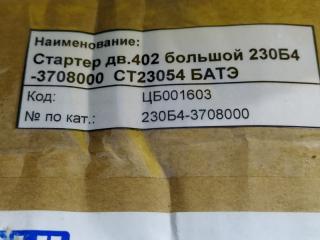 Наименование:
Стартер дв.402 большой 230Б4
-3708000 СТ23054 БАТЭ
Код: ЦБ001603
№ по кат.: 230Б4-3708000